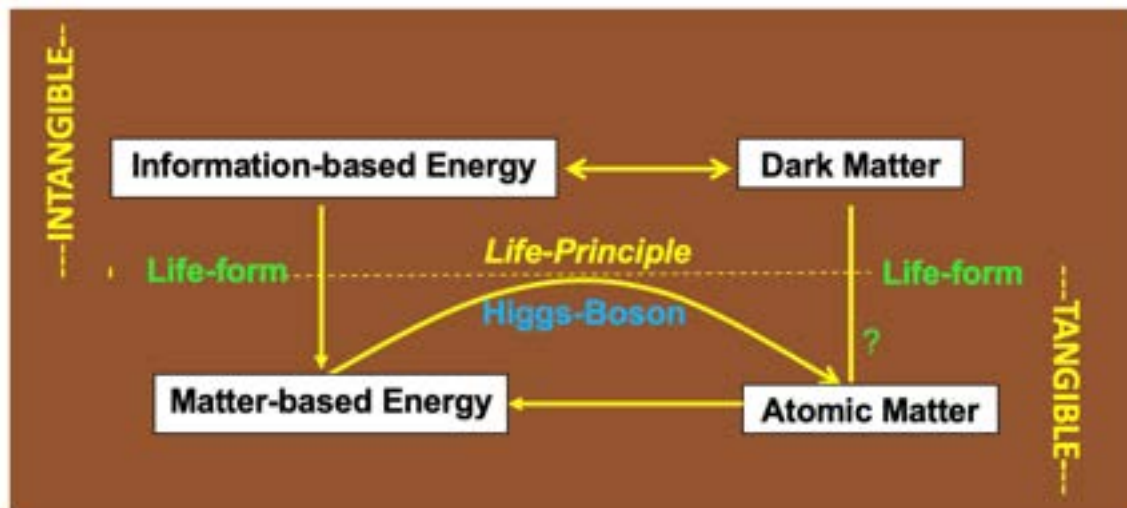 ---INTANGIBLE---
Information-based Energy
Dark Matter
Life-Principle
Life-form
Life-form
Higgs-Boson
?
Matter-based Energy
Atomic Matter
---TANGIBLE---